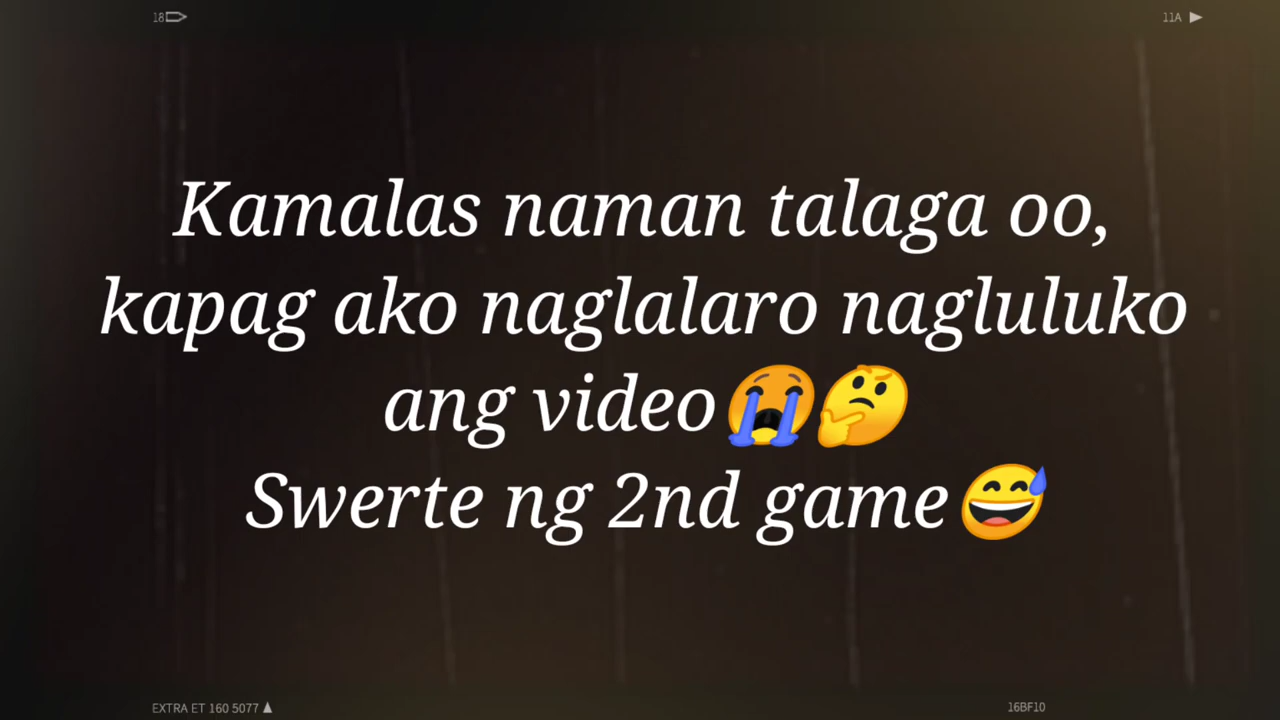 18
11A
Kamalas naman talaga oo,
kapag ako naglalaro nagluluko
ang video😭🤔
Swerte ng 2nd game😅
EXTRA ET 160 5077
16BF10